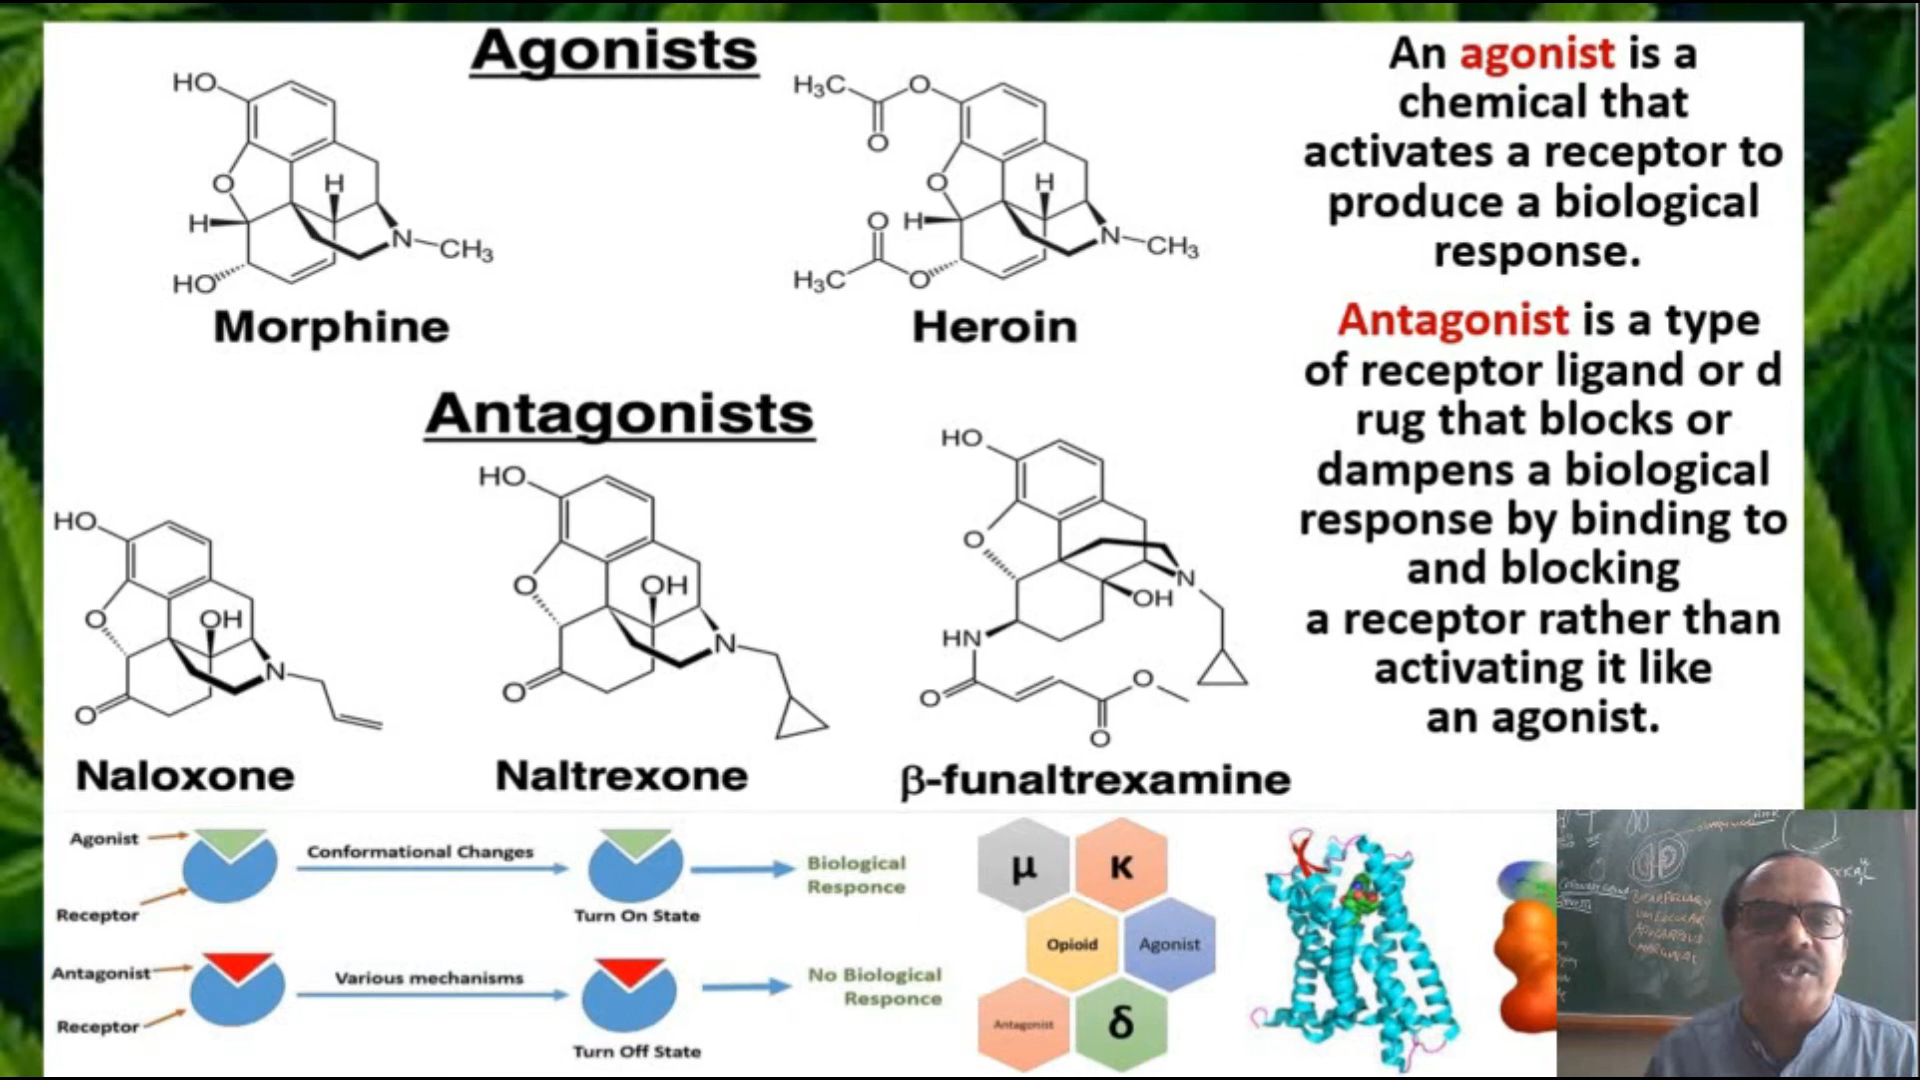 Agonists
HO
O
H
H
N
CH3
HO
Morphine
H3C
O
O
O
H
H
O
N
CH3
H3C
O
Heroin
Antagonists
HO
O
OH
N
O
Naloxone
HO
O
OH
N
O
Naltrexone
HO
O
N
OH
HN
O
O
O
β-funaltrexamine
An agonist is a
chemical that
activates a receptor to
produce a biological
response.
Antagonist is a type
of receptor ligand or d
rug that blocks or
dampens a biological
response by binding to
and blocking
a receptor rather than
activating it like
an agonist.
Agonist
Receptor
Conformational Changes
Turn On State
Biological
Responce
Antagonist
Receptor
Various mechanisms
Turn Off State
No Biological
Responce
μ
κ
Opioid
Agonist
Antagonist
δ